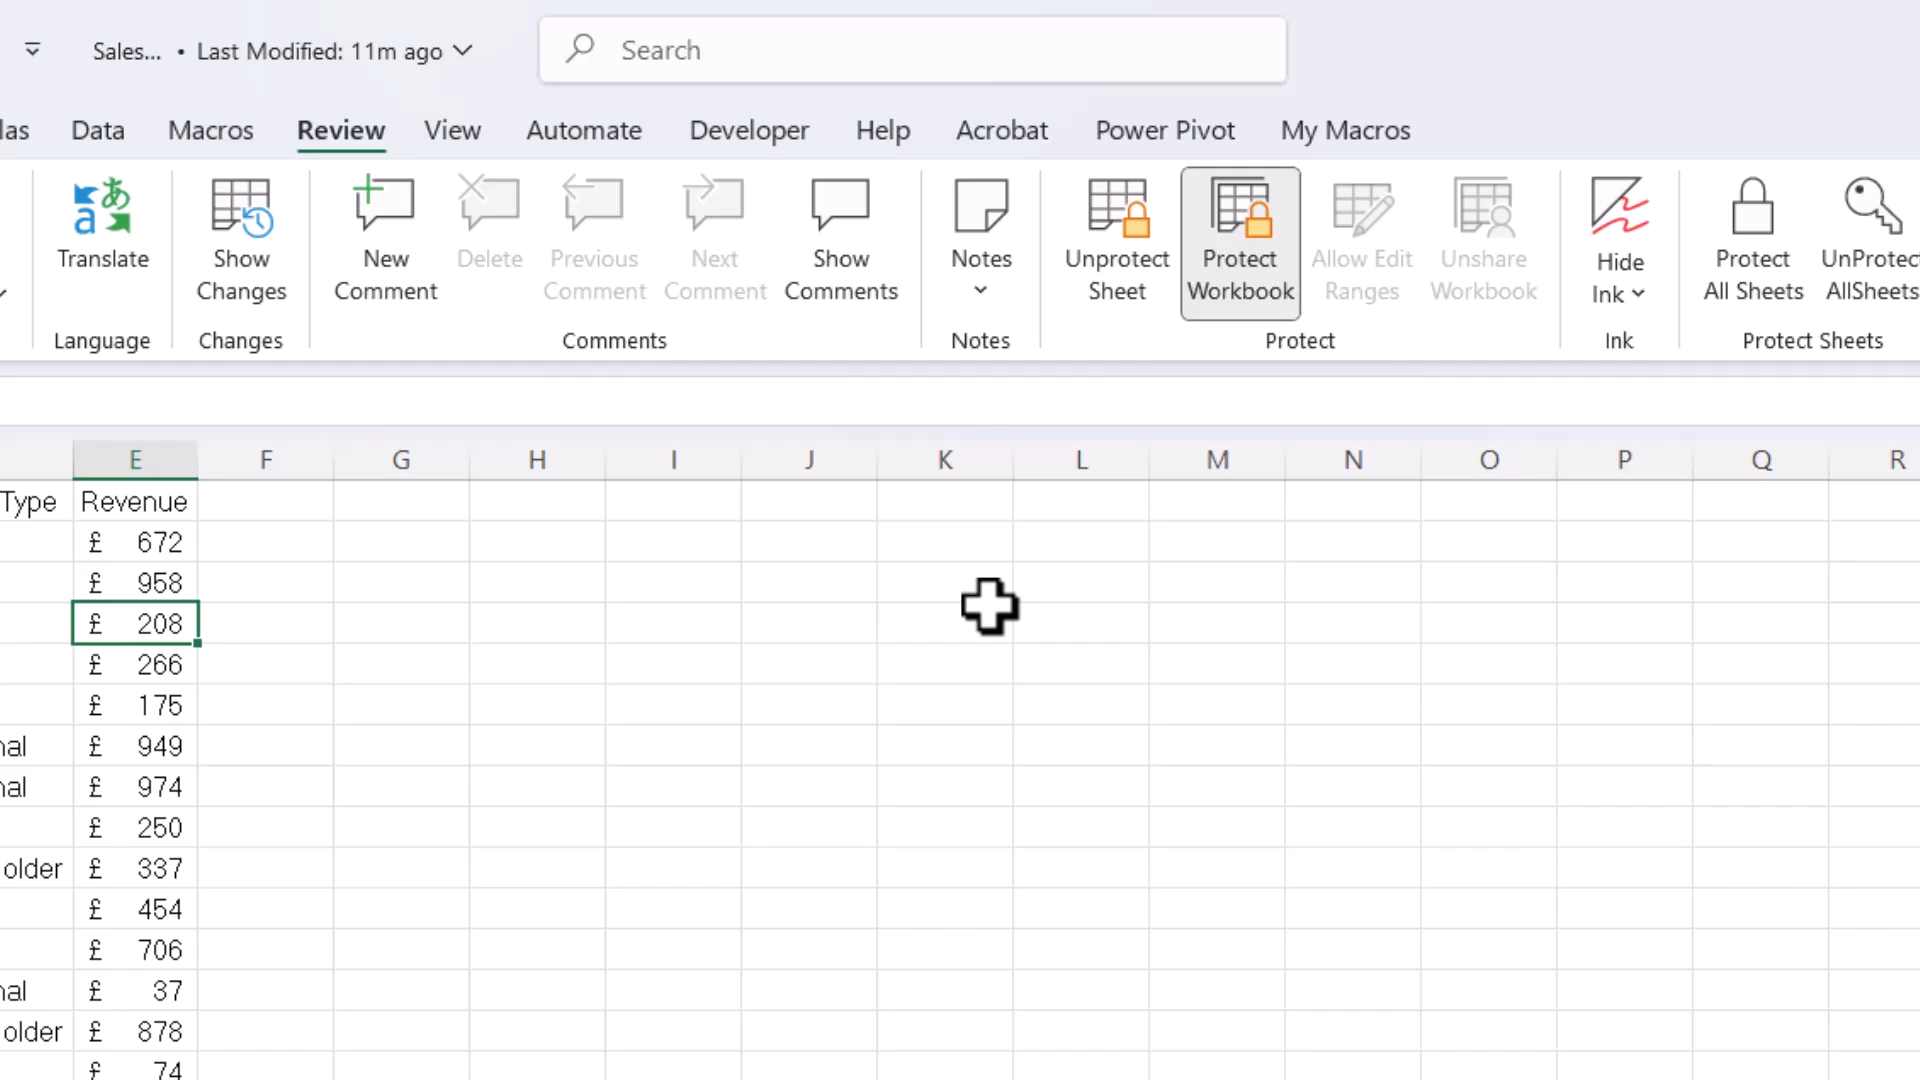 Sales... • Last Modified: 11m ago
Search
las Data Macros Review View Automate Developer Help Acrobat Power Pivot My Macros
Translate
Show Changes
New Comment
Delete
Previous Comment
Next Comment
Show Comments
Notes
Unprotect Sheet
Protect Workbook
Allow Edit Ranges
Unshare Workbook
Hide Ink
Protect All Sheets
UnProtect AllSheets
Language Changes Comments Notes Protect Ink Protect Sheets
E F G H I J K L M N O P Q R
Type Revenue
£ 672
£ 958
£ 208
£ 266
£ 175
nal £ 949
nal £ 974
£ 250
older £ 337
£ 454
£ 706
nal £ 37
older £ 878
£ 74